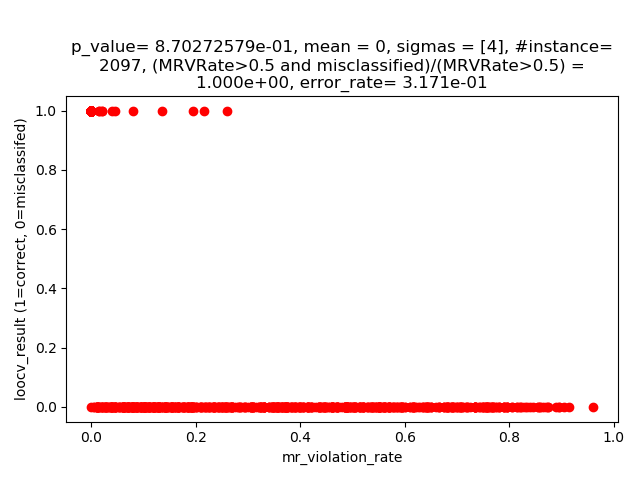 p_value= 8.70272579e-01, mean = 0, sigmas = [4], #instance=
2097, (MRVRate>0.5 and misclassified)/(MRVRate>0.5) =
1.000e+00, error_rate= 3.171e-01
loocv_result (1=correct, 0=misclassifed)
1.0
0.8
0.6
0.4
0.2
0.0
0.0 0.2 0.4 0.6 0.8 1.0
mr_violation_rate